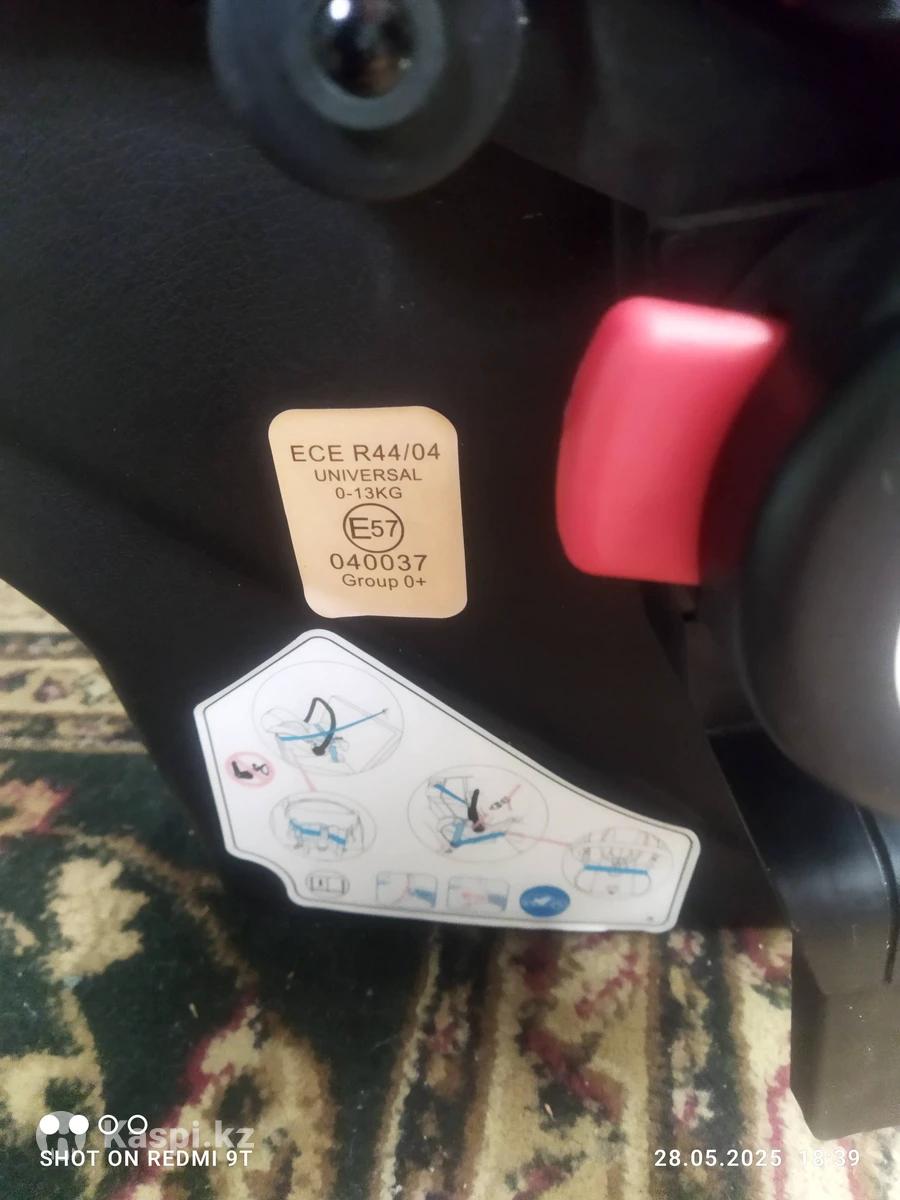 ECE R44/04
UNIVERSAL
0-13KG
E57
040037
Group 0+
Kaspi.kz
SHOT ON REDMI 9T
28.05.2025 18:39